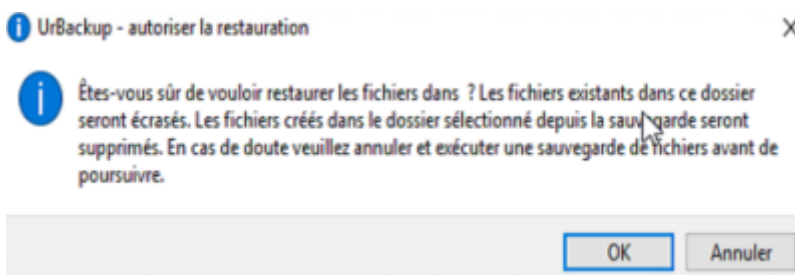 UrBackup - autoriser la restauration
Êtes-vous sûr de vouloir restaurer les fichiers dans ? Les fichiers existants dans ce dossier
seront écrasés. Les fichiers créés dans le dossier sélectionné depuis la sauvegarde seront
supprimés. En cas de doute veuillez annuler et exécuter une sauvegarde de fichiers avant de
poursuivre.
OK Annuler